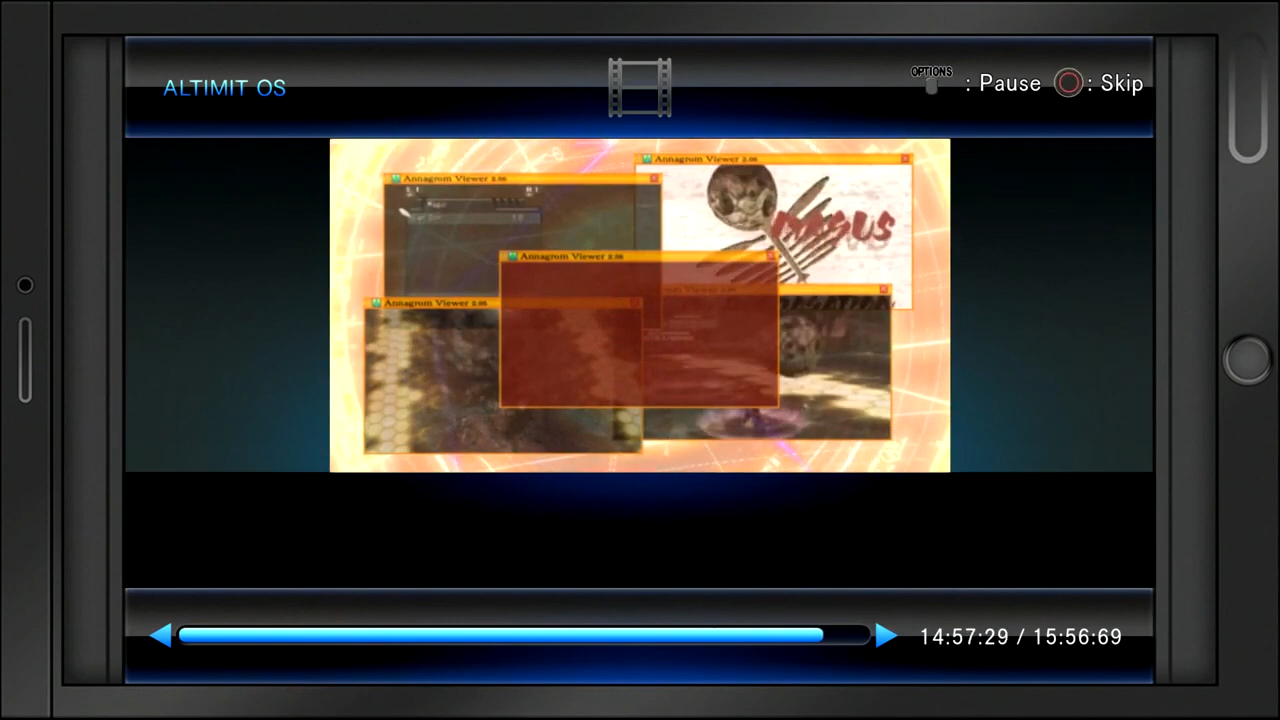 ALTIMIT OS
OPTIONS
: Pause
: Skip
Annagrom Viewer 2.06
Annagrom Viewer 2.06
MAGUS
Annagrom Viewer 2.06
Annagrom Viewer 2.06
14:57:29 / 15:56:69